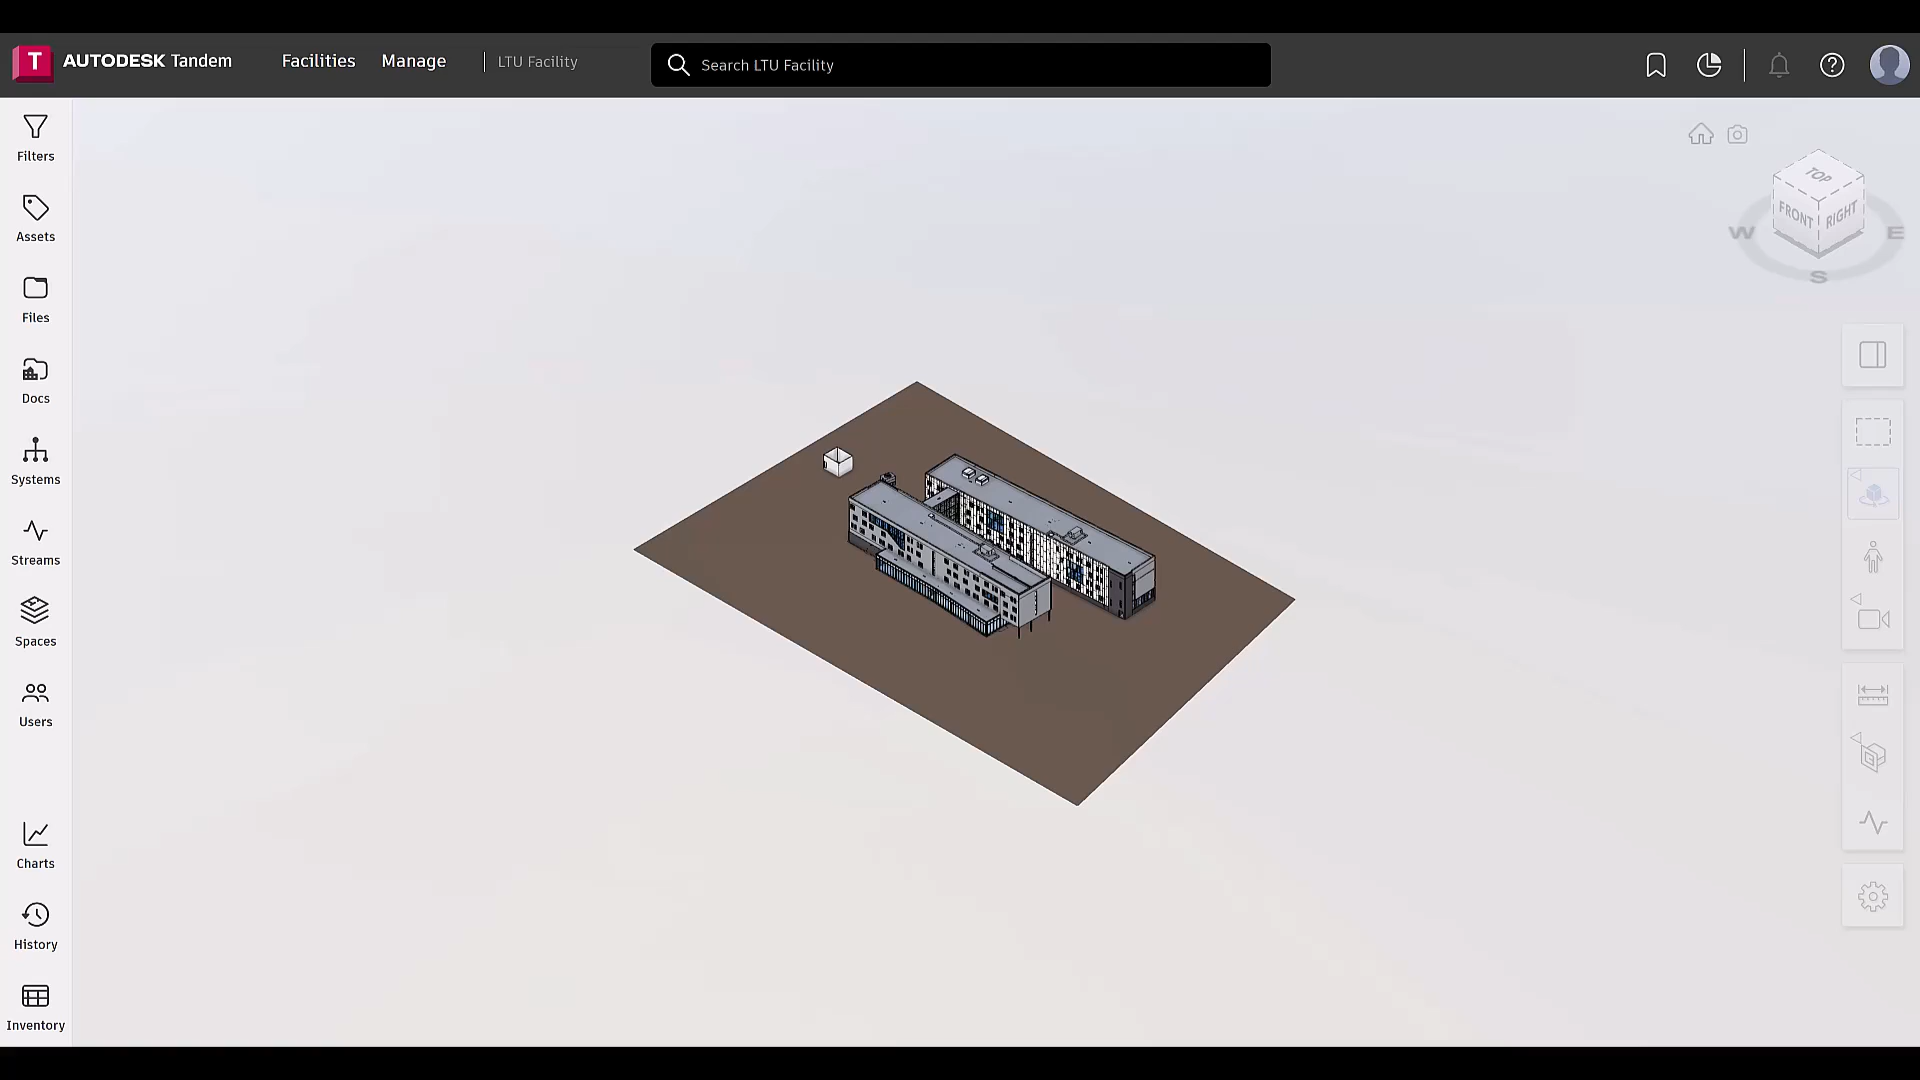 T AUTODESK Tandem
Facilities
Manage
LTU Facility
Search LTU Facility
Filters
Assets
Files
Docs
Systems
Streams
Spaces
Users
Charts
History
Inventory
TOP
FRONT
RIGHT
W
E
S